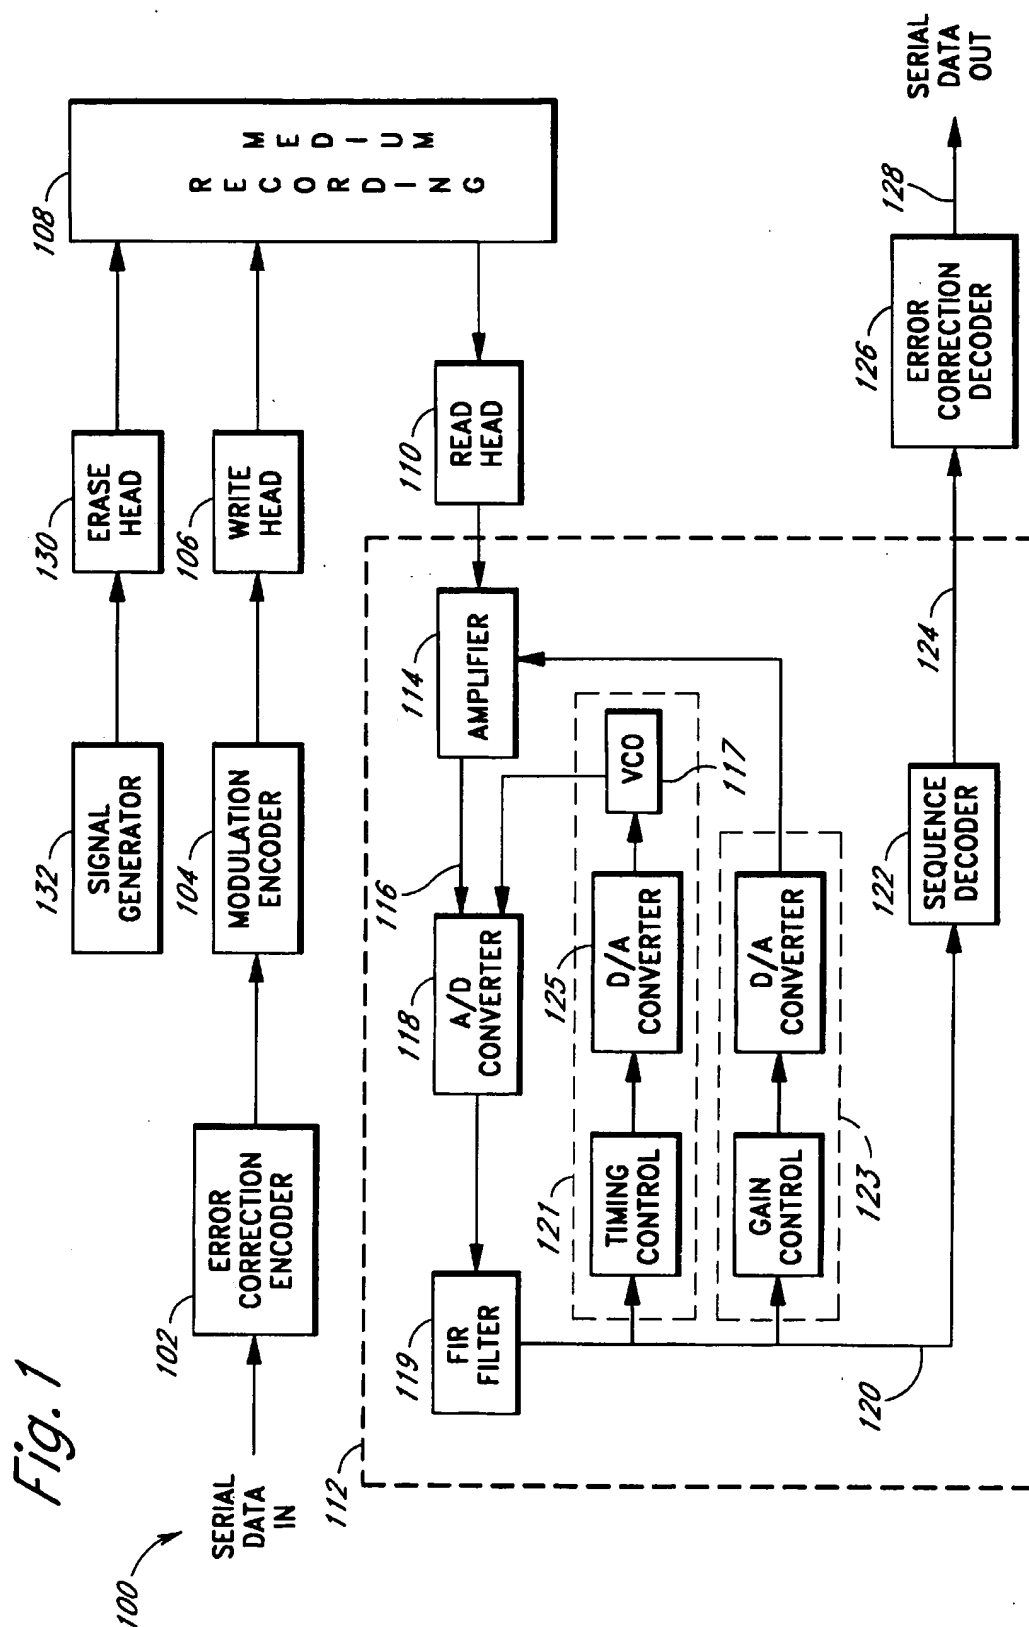 Fig. 1
100
SERIAL
DATA
IN
102
ERROR
CORRECTION
ENCODER
132
SIGNAL
GENERATOR
104
MODULATION
ENCODER
130
ERASE
HEAD
106
WRITE
HEAD
108
RECORDING
MEDIUM
110
READ
HEAD
112
114
AMPLIFIER
116
118
A/D
CONVERTER
119
FIR
FILTER
121
TIMING
CONTROL
125
D/A
CONVERTER
VCO
117
GAIN
CONTROL
D/A
CONVERTER
123
120
122
SEQUENCE
DECODER
124
126
ERROR
CORRECTION
DECODER
128
SERIAL
DATA
OUT